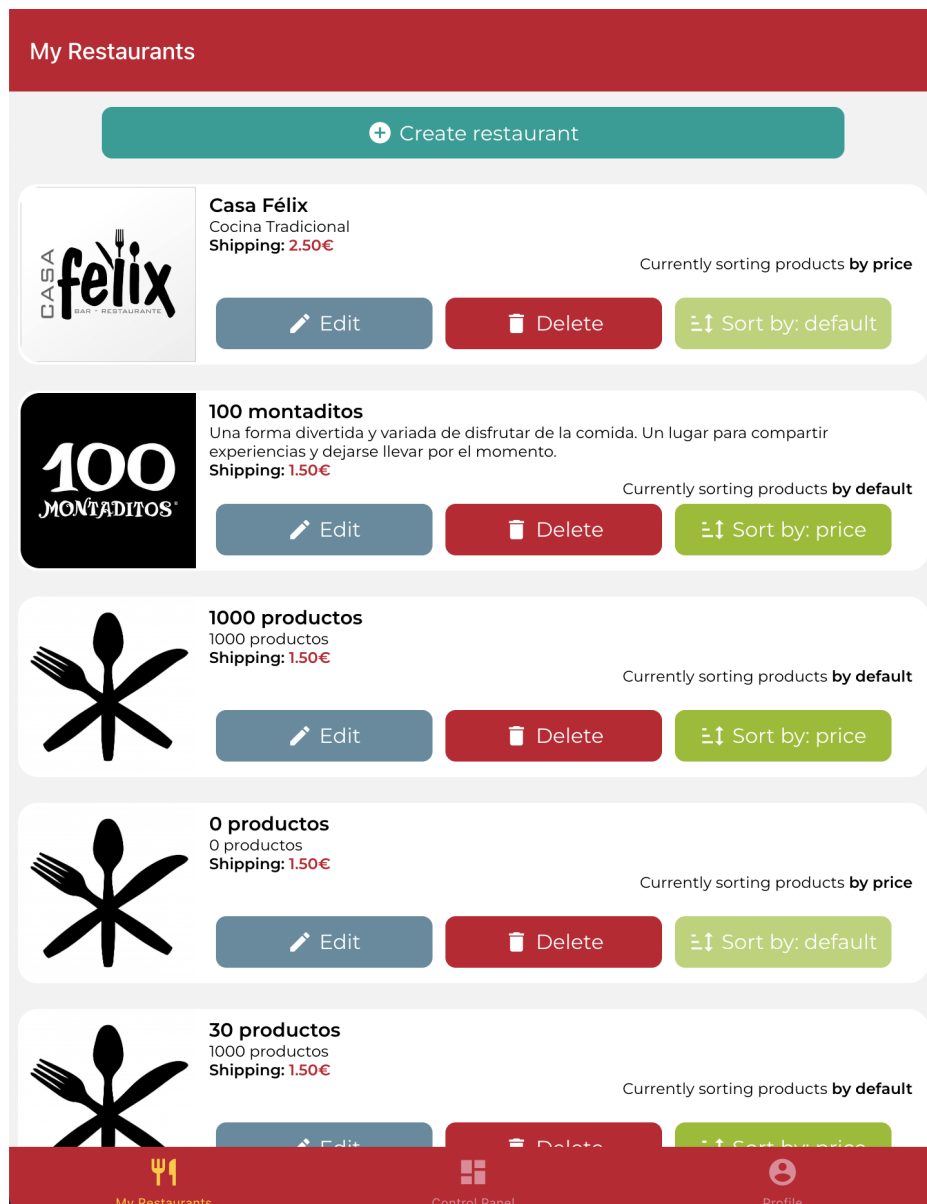 My Restaurants
Create restaurant
CASA
felix
BAR - RESTAURANTE
Casa Félix
Cocina Tradicional
Shipping: 2.50€
Currently sorting products by price
Edit
Delete
Sort by: default
100
MONTADITOS
100 montaditos
Una forma divertida y variada de disfrutar de la comida. Un lugar para compartir
experiencias y dejarse llevar por el momento.
Shipping: 1.50€
Currently sorting products by default
Edit
Delete
Sort by: price
1000 productos
1000 productos
Shipping: 1.50€
Currently sorting products by default
Edit
Delete
Sort by: price
0 productos
0 productos
Shipping: 1.50€
Currently sorting products by price
Edit
Delete
Sort by: default
30 productos
1000 productos
Shipping: 1.50€
Currently sorting products by default
Edit
Delete
Sort by: price
My Restaurants
Control Panel
Profile